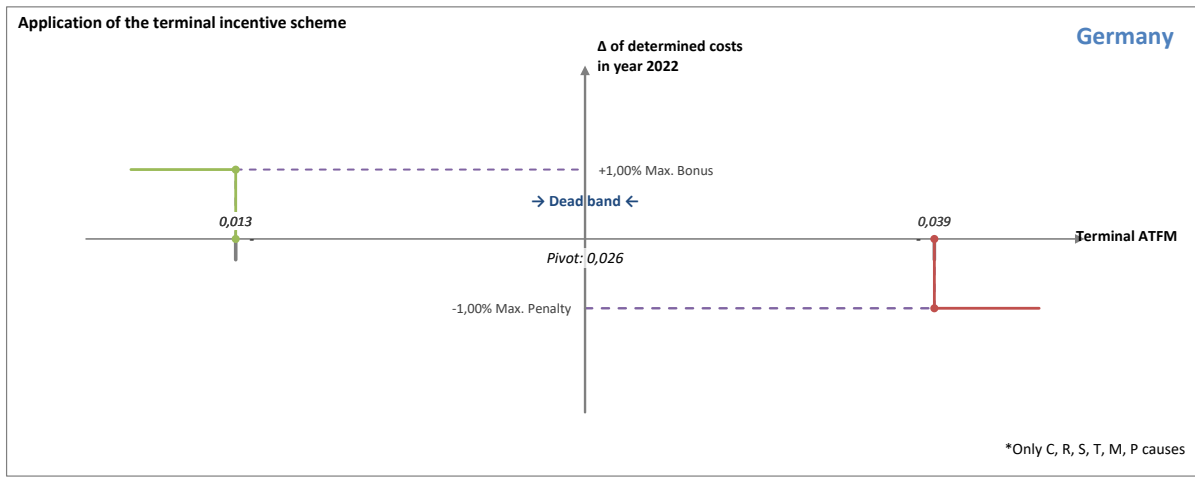 Application of the terminal incentive scheme
Germany
Δ of determined costs
in year 2022
+1,00% Max. Bonus
→ Dead band ←
0,013
0,039
Terminal ATFM
Pivot: 0,026
-1,00% Max. Penalty
*Only C, R, S, T, M, P causes